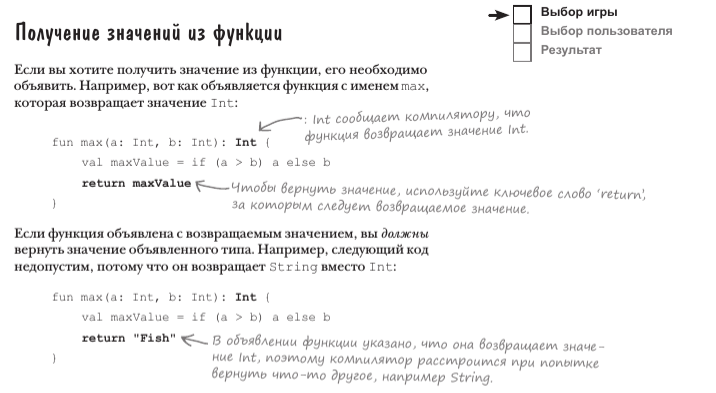 Получение значений из функции
Выбор игры
Выбор пользователя
Результат
Если вы хотите получить значение из функции, его необходимо
объявить. Например, вот как объявляется функция с именем max,
которая возвращает значение Int:
: Int сообщает компилятору, что
функция возвращает значение Int.
fun max(a: Int, b: Int): Int {
val maxValue = if (a > b) a else b
return maxValue
Чтобы вернуть значение, используйте ключевое слово ‘return’,
за которым следует возвращаемое значение.
}
Если функция объявлена с возвращаемым значением, вы должны
вернуть значение объявленного типа. Например, следующий код
недопустим, потому что он возвращает String вместо Int:
fun max(a: Int, b: Int): Int {
val maxValue = if (a > b) a else b
return "Fish"
В объявлении функции указано, что она возвращает значе-
ние Int, поэтому компилятор расстроится при попытке
вернуть что-то другое, например String.
}